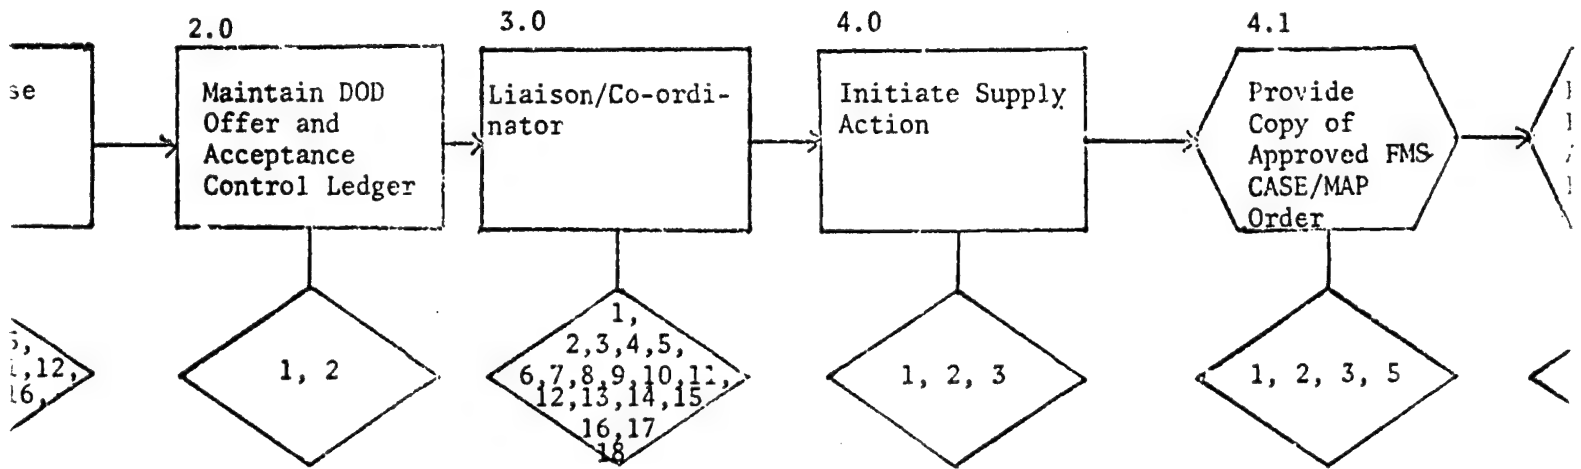 2.0
3.0
4.0
4.1
se
Maintain DOD
Offer and
Acceptance
Control Ledger
Liaison/Co-ordi-
nator
Initiate Supply
Action
Provide
Copy of
Approved FMS
CASE/MAP
Order
,12,
16,
1, 2
1,
2,3,4,5,
6,7,8,9,10,11,
12,13,14,15
16,17
18
1, 2, 3
1, 2, 3, 5